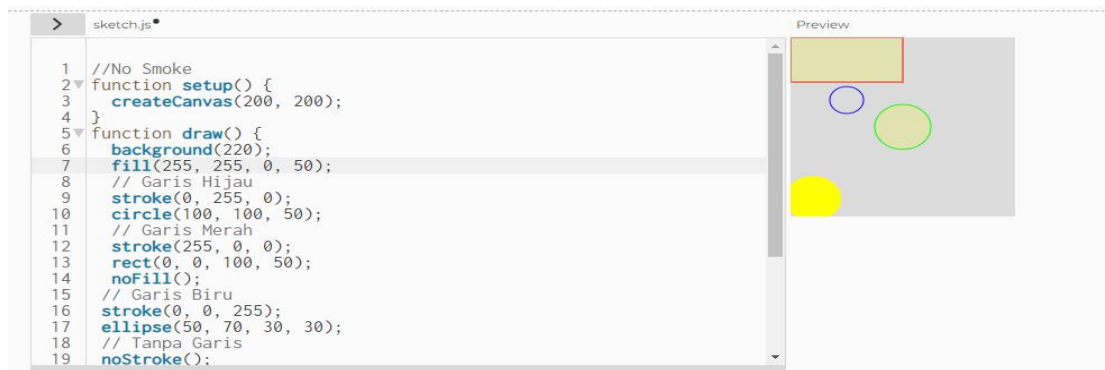 > sketch.js● Preview
1 //No Smoke
2 function setup() {
3 createCanvas(200, 200);
4 }
5 function draw() {
6 background(220);
7 fill(255, 255, 0, 50);
8 // Garis Hijau
9 stroke(0, 255, 0);
10 circle(100, 100, 50);
11 // Garis Merah
12 stroke(255, 0, 0);
13 rect(0, 0, 100, 50);
14 noFill();
15 // Garis Biru
16 stroke(0, 0, 255);
17 ellipse(50, 70, 30, 30);
18 // Tanpa Garis
19 noStroke();